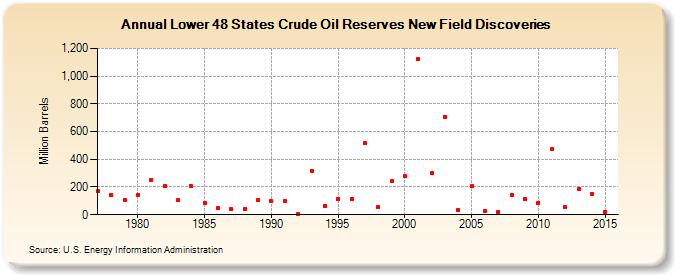 Annual Lower 48 States Crude Oil Reserves New Field Discoveries
Million Barrels
1,200
1,000
800
600
400
200
0
1980 1985 1990 1995 2000 2005 2010 2015
Source: U.S. Energy Information Administration